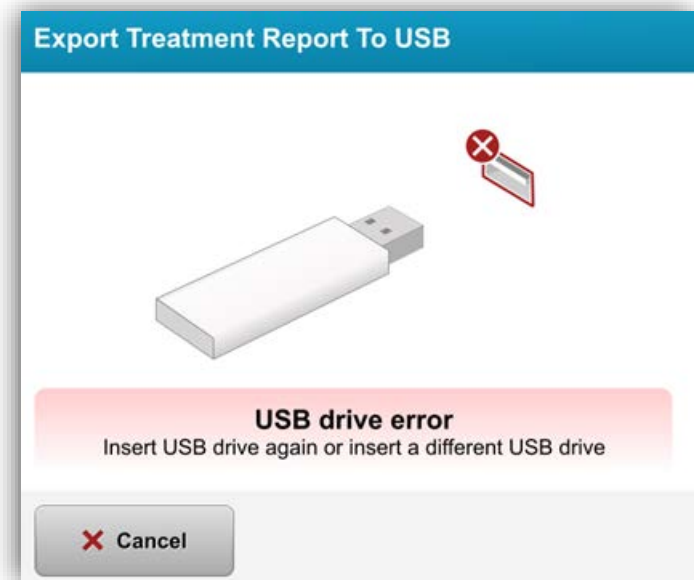 Export Treatment Report To USB
USB drive error
Insert USB drive again or insert a different USB drive
Cancel